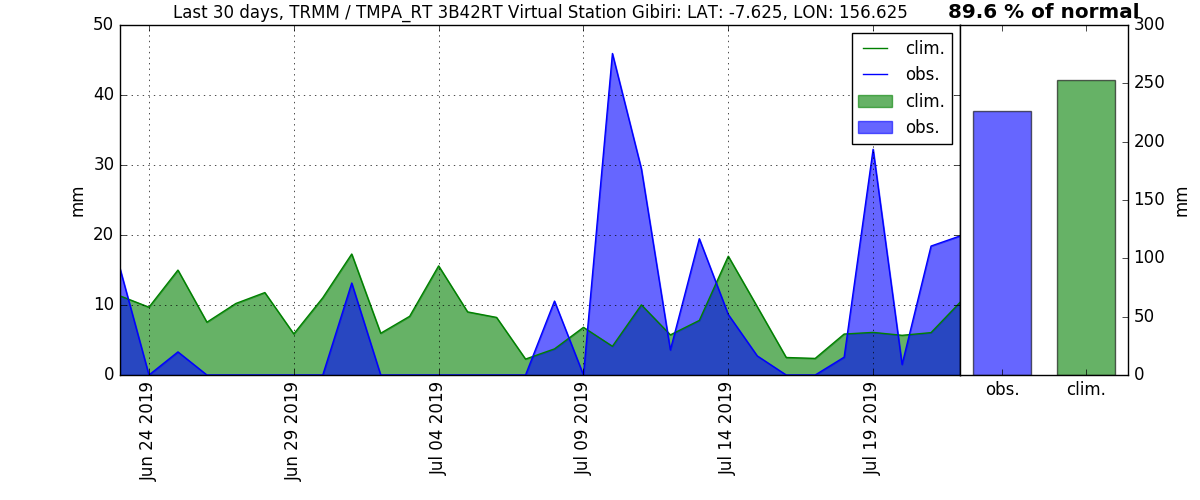 Last 30 days, TRMM / TMPA_RT 3B42RT Virtual Station Gibiri: LAT: -7.625, LON: 156.625
89.6 % of normal
50
40
30
20
10
0
mm
clim.
obs.
clim.
obs.
Jun 24 2019
Jun 29 2019
Jul 04 2019
Jul 09 2019
Jul 14 2019
Jul 19 2019
300
250
200
150
100
50
0
mm
obs.
clim.